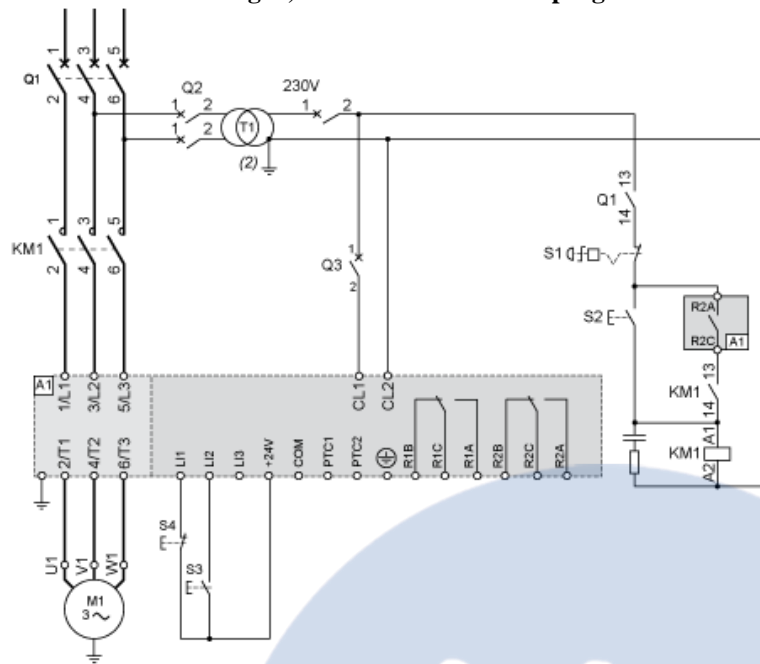 1 3 5
Q1
2 4 6
Q2
1 2
1 2
T1
(2)
230V
1 2
1 3 5
KM1
2 4 6
Q3
1
2
Q1
13
14
S1
S2
R2A
R2C A1
KM1
13
14
KM1
A1
A2
A1
1/L1 3/L2 5/L3 CL1 CL2
2/T1 4/T2 6/T3 LI1 LI2 LI3 +24V COM PTC1 PTC2 R1B R1C R1A R2B R2C R2A
S4
S3
U1 V1 W1
M1
3